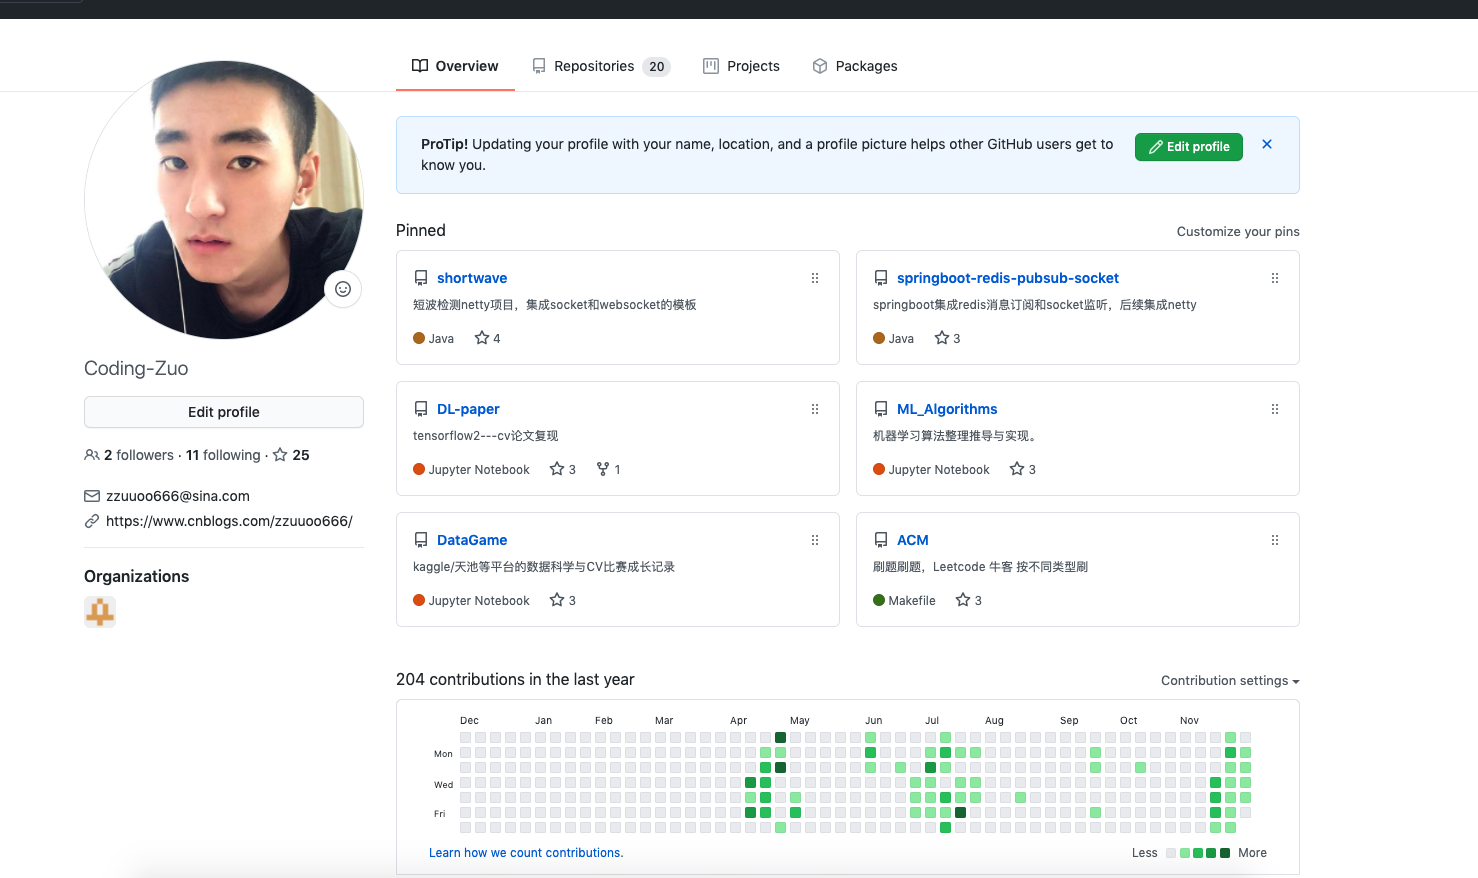 Overview
Repositories 20
Projects
Packages
ProTip! Updating your profile with your name, location, and a profile picture helps other GitHub users get to
know you.
Edit profile
Coding-Zuo
Edit profile
2 followers · 11 following · 25
zzuuoo666@sina.com
https://www.cnblogs.com/zzuuoo666/
Organizations
Pinned
Customize your pins
shortwave
短波检测netty项目，集成socket和websocket的模板
Java 4
springboot-redis-pubsub-socket
springboot集成redis消息订阅和socket监听，后续集成netty
Java 3
DL-paper
tensorflow2---cv论文复现
Jupyter Notebook 3 1
ML_Algorithms
机器学习算法整理推导与实现。
Jupyter Notebook 3
DataGame
kaggle/天池等平台的数据科学与CV比赛成长记录
Jupyter Notebook 3
ACM
刷题刷题，Leetcode 牛客 按不同类型刷
Makefile 3
204 contributions in the last year
Contribution settings
Dec Jan Feb Mar Apr May Jun Jul Aug Sep Oct Nov
Mon
Wed
Fri
Learn how we count contributions.
Less More